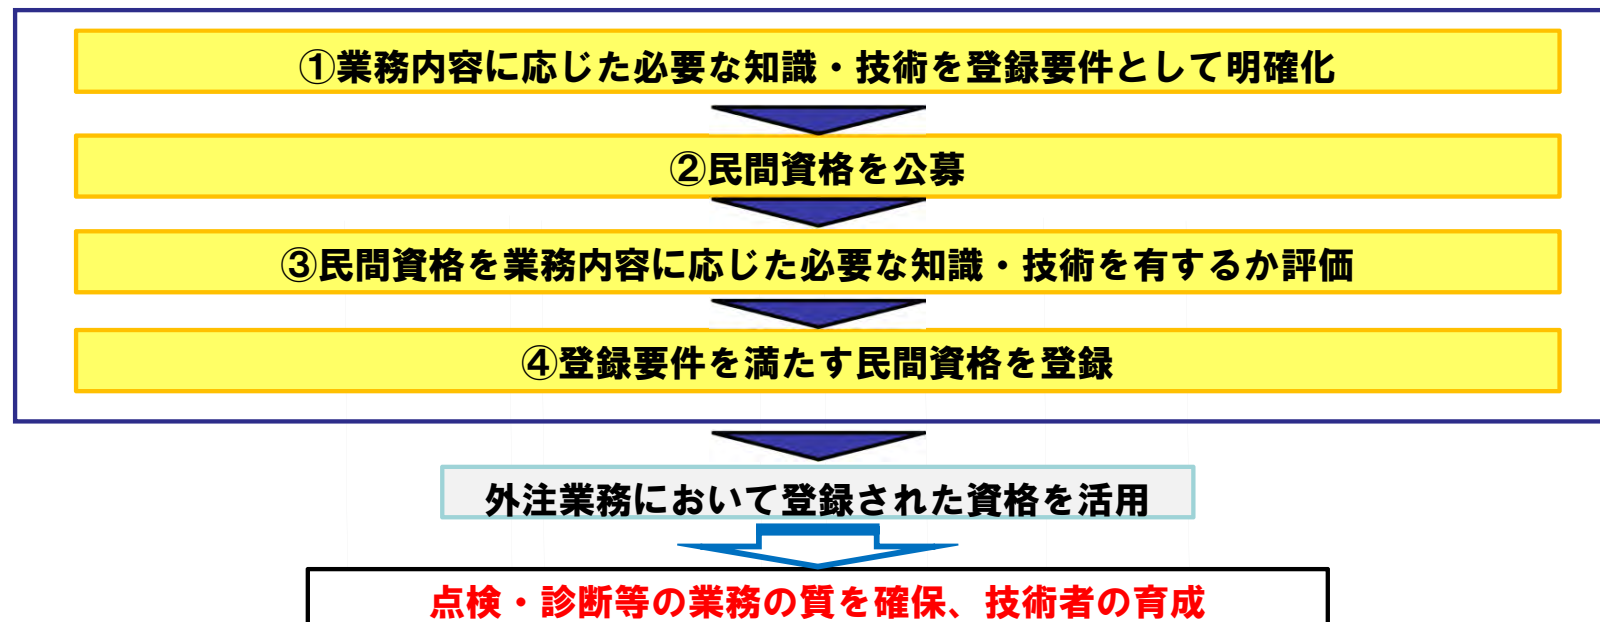 ①業務内容に応じた必要な知識・技術を登録要件として明確化
②民間資格を公募
③民間資格を業務内容に応じた必要な知識・技術を有するか評価
④登録要件を満たす民間資格を登録
外注業務において登録された資格を活用
点検・診断等の業務の質を確保、技術者の育成